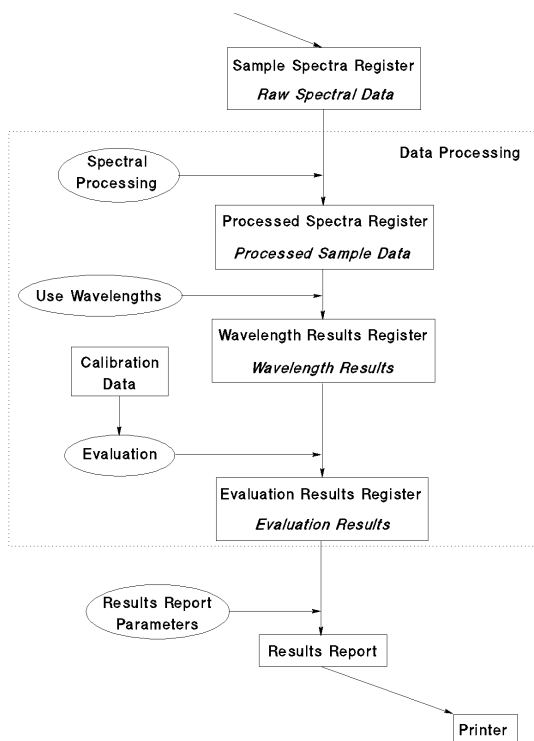 Sample Spectra Register
Raw Spectral Data
Data Processing
Spectral
Processing
Processed Spectra Register
Processed Sample Data
Use Wavelengths
Wavelength Results Register
Wavelength Results
Calibration
Data
Evaluation
Evaluation Results Register
Evaluation Results
Results Report
Parameters
Results Report
Printer